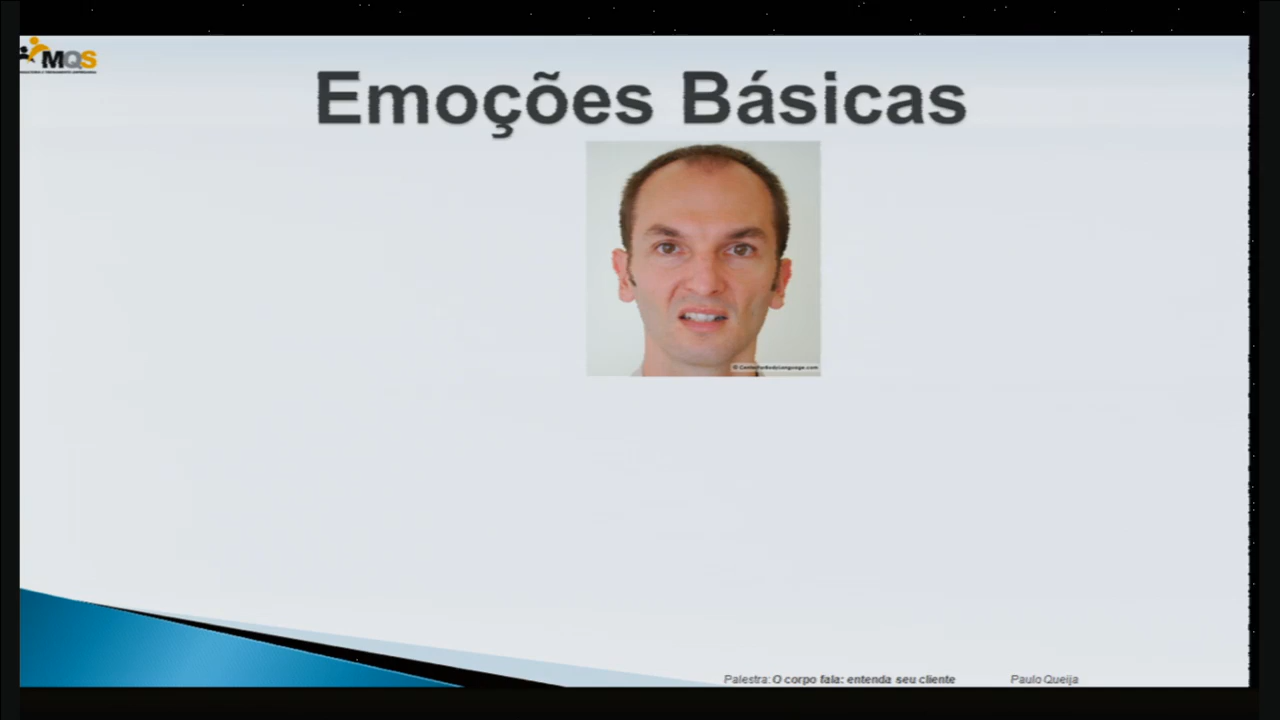 MQS
Emoções Básicas
© CenterforBodyLanguage.com
Palestra: O corpo fala: entenda seu cliente
Paulo Queija